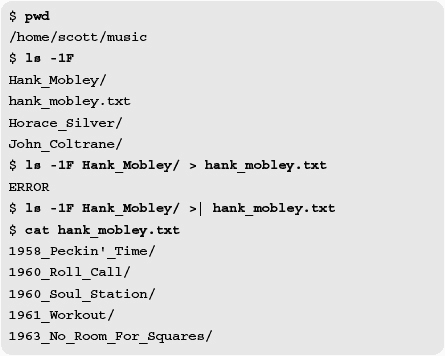 $ pwd
/home/scott/music
$ ls -1F
Hank_Mobley/
hank_mobley.txt
Horace_Silver/
John_Coltrane/
$ ls -1F Hank_Mobley/ > hank_mobley.txt
ERROR
$ ls -1F Hank_Mobley/ >| hank_mobley.txt
$ cat hank_mobley.txt
1958_Peckin'_Time/
1960_Roll_Call/
1960_Soul_Station/
1961_Workout/
1963_No_Room_For_Squares/